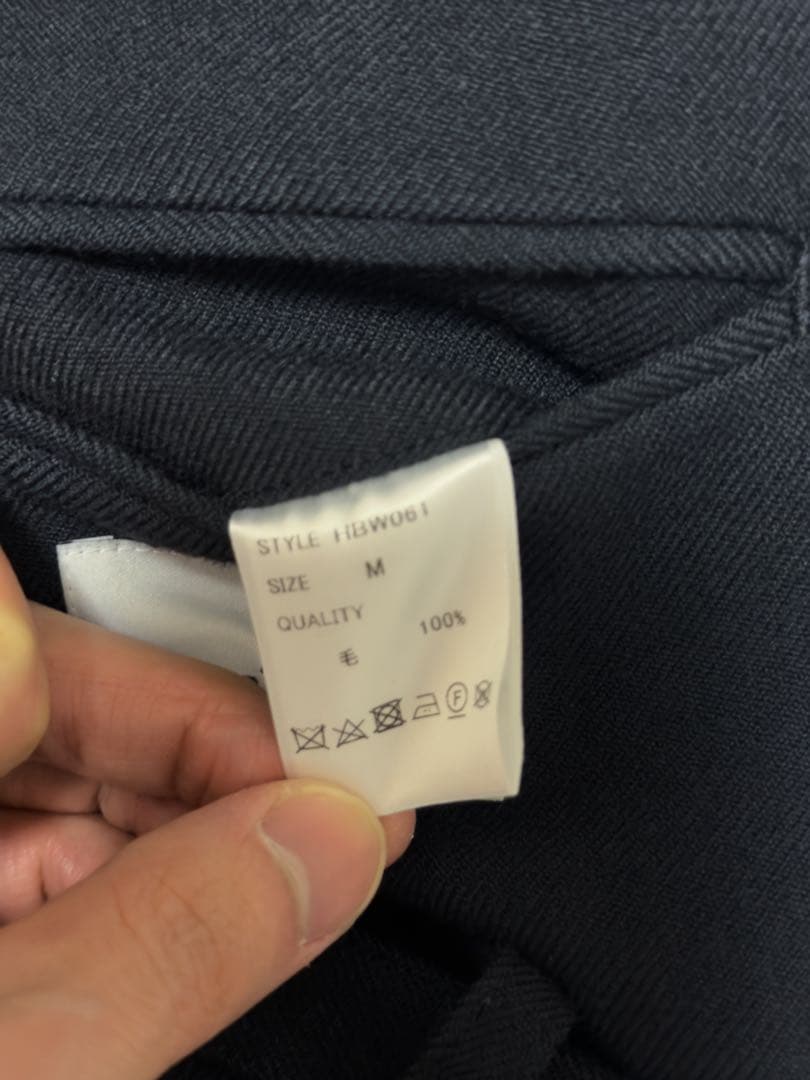 STYLE HBW061
SIZE M
QUALITY
毛 100%
F